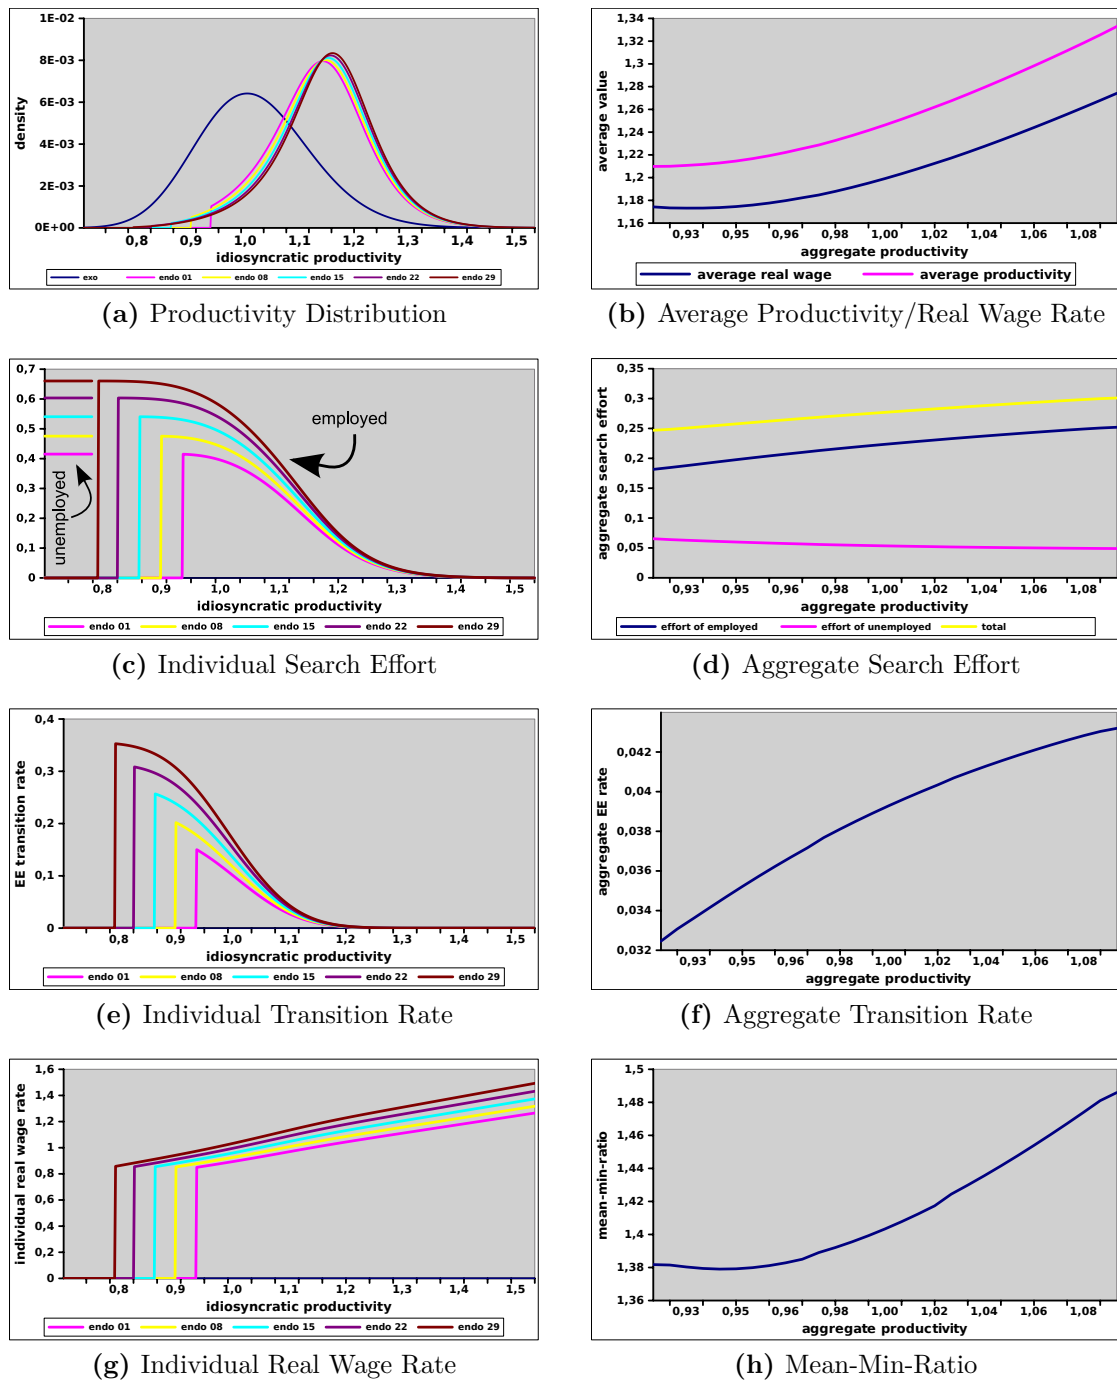 1E-02
8E-03
6E-03
4E-03
2E-03
0E+00
density
0,8 0,9 1,0 1,1 1,2 1,3 1,4 1,5
idiosyncratic productivity
exo endo 01 endo 08 endo 15 endo 22 endo 29
(a) Productivity Distribution
1,34
1,32
1,3
1,28
1,26
1,24
1,22
1,2
1,18
1,16
average value
0,93 0,95 0,96 0,98 1,00 1,02 1,04 1,06 1,08
aggregate productivity
average real wage average productivity
(b) Average Productivity/Real Wage Rate
0,7
0,6
0,5
0,4
0,3
0,2
0,1
0
unemployed
employed
0,8 0,9 1,0 1,1 1,2 1,3 1,4 1,5
idiosyncratic productivity
endo 01 endo 08 endo 15 endo 22 endo 29
(c) Individual Search Effort
0,35
0,3
0,25
0,2
0,15
0,1
0,05
0
aggregate search effort
0,93 0,95 0,96 0,98 1,00 1,02 1,04 1,06 1,08
aggregate productivity
effort of employed effort of unemployed total
(d) Aggregate Search Effort
0,4
0,3
0,2
0,1
0
EE transition rate
0,8 0,9 1,0 1,1 1,2 1,3 1,4 1,5
idiosyncratic productivity
endo 01 endo 08 endo 15 endo 22 endo 29
(e) Individual Transition Rate
0,042
0,04
0,038
0,036
0,034
0,032
aggregate EE rate
0,93 0,95 0,96 0,98 1,00 1,02 1,04 1,06 1,08
aggregate productivity
(f) Aggregate Transition Rate
1,6
1,4
1,2
1
0,8
0,6
0,4
0,2
0
individual real wage rate
0,8 0,9 1,0 1,1 1,2 1,3 1,4 1,5
idiosyncratic productivity
endo 01 endo 08 endo 15 endo 22 endo 29
(g) Individual Real Wage Rate
1,5
1,48
1,46
1,44
1,42
1,4
1,38
1,36
mean-min-ratio
0,93 0,95 0,96 0,98 1,00 1,02 1,04 1,06 1,08
aggregate productivity
(h) Mean-Min-Ratio